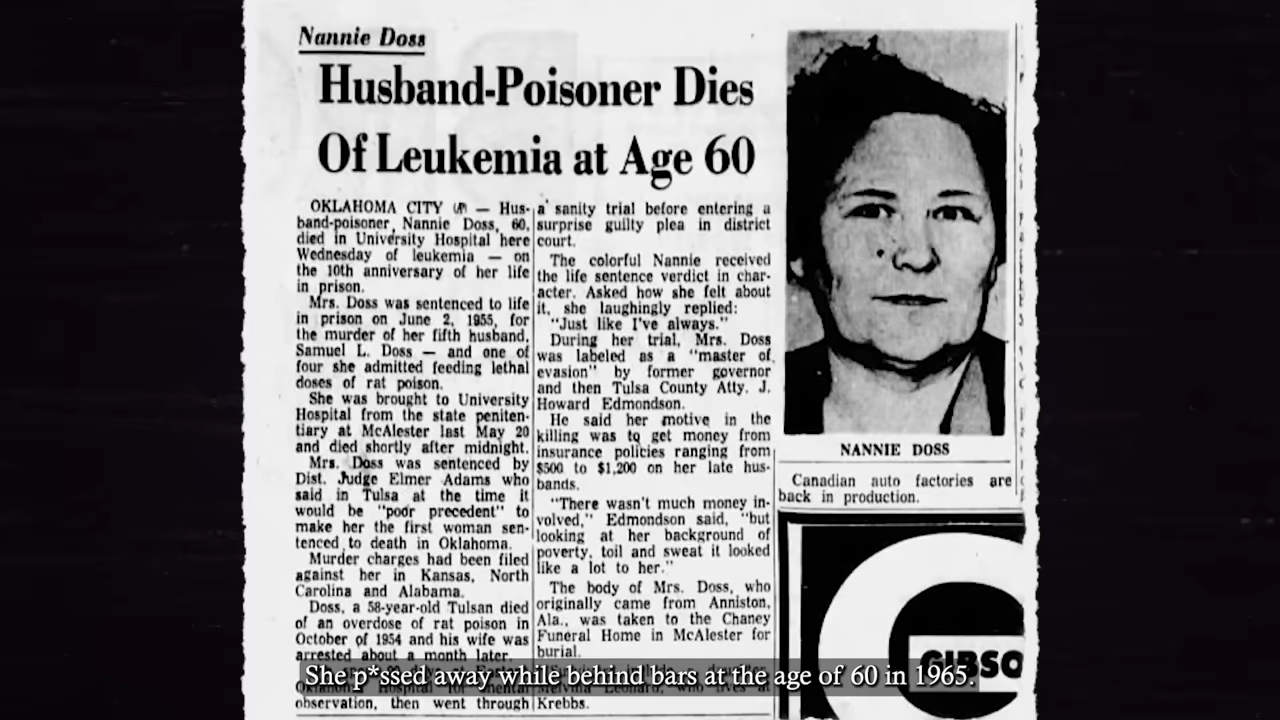 Nannie Doss
Husband-Poisoner Dies
Of Leukemia at Age 60
OKLAHOMA CITY (AP) — Hus-
band-poisoner Nannie Doss, 60,
died in University Hospital here
Wednesday of leukemia — on
the 10th anniversary of her life
in prison.
Mrs. Doss was sentenced to life
in prison on June 2, 1955, for
the murder of her fifth husband,
Samuel L. Doss — and one of
four she admitted feeding lethal
doses of rat poison.
She was brought to University
Hospital from the state peniten-
tiary at McAlester last May 20
and died shortly after midnight.
Mrs. Doss was sentenced by
Dist. Judge Elmer Adams who
said in Tulsa at the time it
would be "poor precedent" to
make her the first woman sen-
tenced to death in Oklahoma.
Murder charges had been filed
against her in Kansas, North
Carolina and Alabama.
Doss, a 58-year-old Tulsan died
of an overdose of rat poison in
October of 1954 and his wife was
arrested about a month later.
observation, then went through
a sanity trial before entering a
surprise guilty plea in district
court.
The colorful Nannie received
the life sentence verdict in char-
acter. Asked how she felt about
it, she laughingly replied:
"Just like I've always."
During her trial, Mrs. Doss
was labeled as a "master of
evasion" by former governor
and then Tulsa County Atty. J.
Howard Edmondson.
He said her motive in the
killing was to get money from
insurance policies ranging from
$500 to $1,200 on her late hus-
bands.
"There wasn't much money in-
volved," Edmondson said, "but
looking at her background of
poverty, toil and sweat it looked
like a lot to her."
The body of Mrs. Doss, who
originally came from Anniston,
Ala., was taken to the Chaney
Funeral Home in McAlester for
burial.
Krebbs.
NANNIE DOSS
Canadian auto factories are
back in production.
GIBSO
She p*ssed away while behind bars at the age of 60 in 1965.